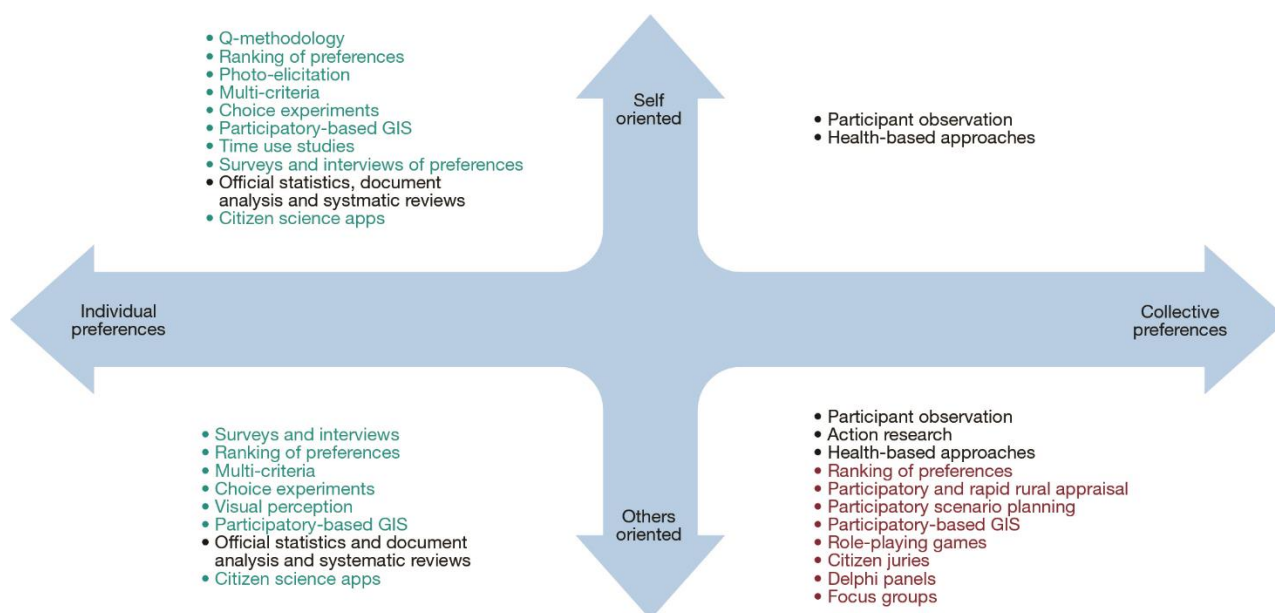 • Q-methodology
• Ranking of preferences
• Photo-elicitation
• Multi-criteria
• Choice experiments
• Participatory-based GIS
• Time use studies
• Surveys and interviews of preferences
• Official statistics, document
analysis and systmatic reviews
• Citizen science apps
Self
oriented
• Participant observation
• Health-based approaches
Individual
preferences
Collective
preferences
• Surveys and interviews
• Ranking of preferences
• Multi-criteria
• Choice experiments
• Visual perception
• Participatory-based GIS
• Official statistics and document
analysis and systematic reviews
• Citizen science apps
Others
oriented
• Participant observation
• Action research
• Health-based approaches
• Ranking of preferences
• Participatory and rapid rural appraisal
• Participatory scenario planning
• Participatory-based GIS
• Role-playing games
• Citizen juries
• Delphi panels
• Focus groups